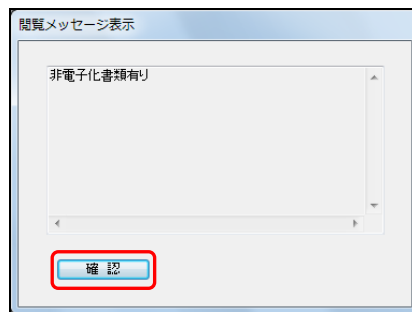 閲覧メッセージ表示
非電子化書類有り
確 認